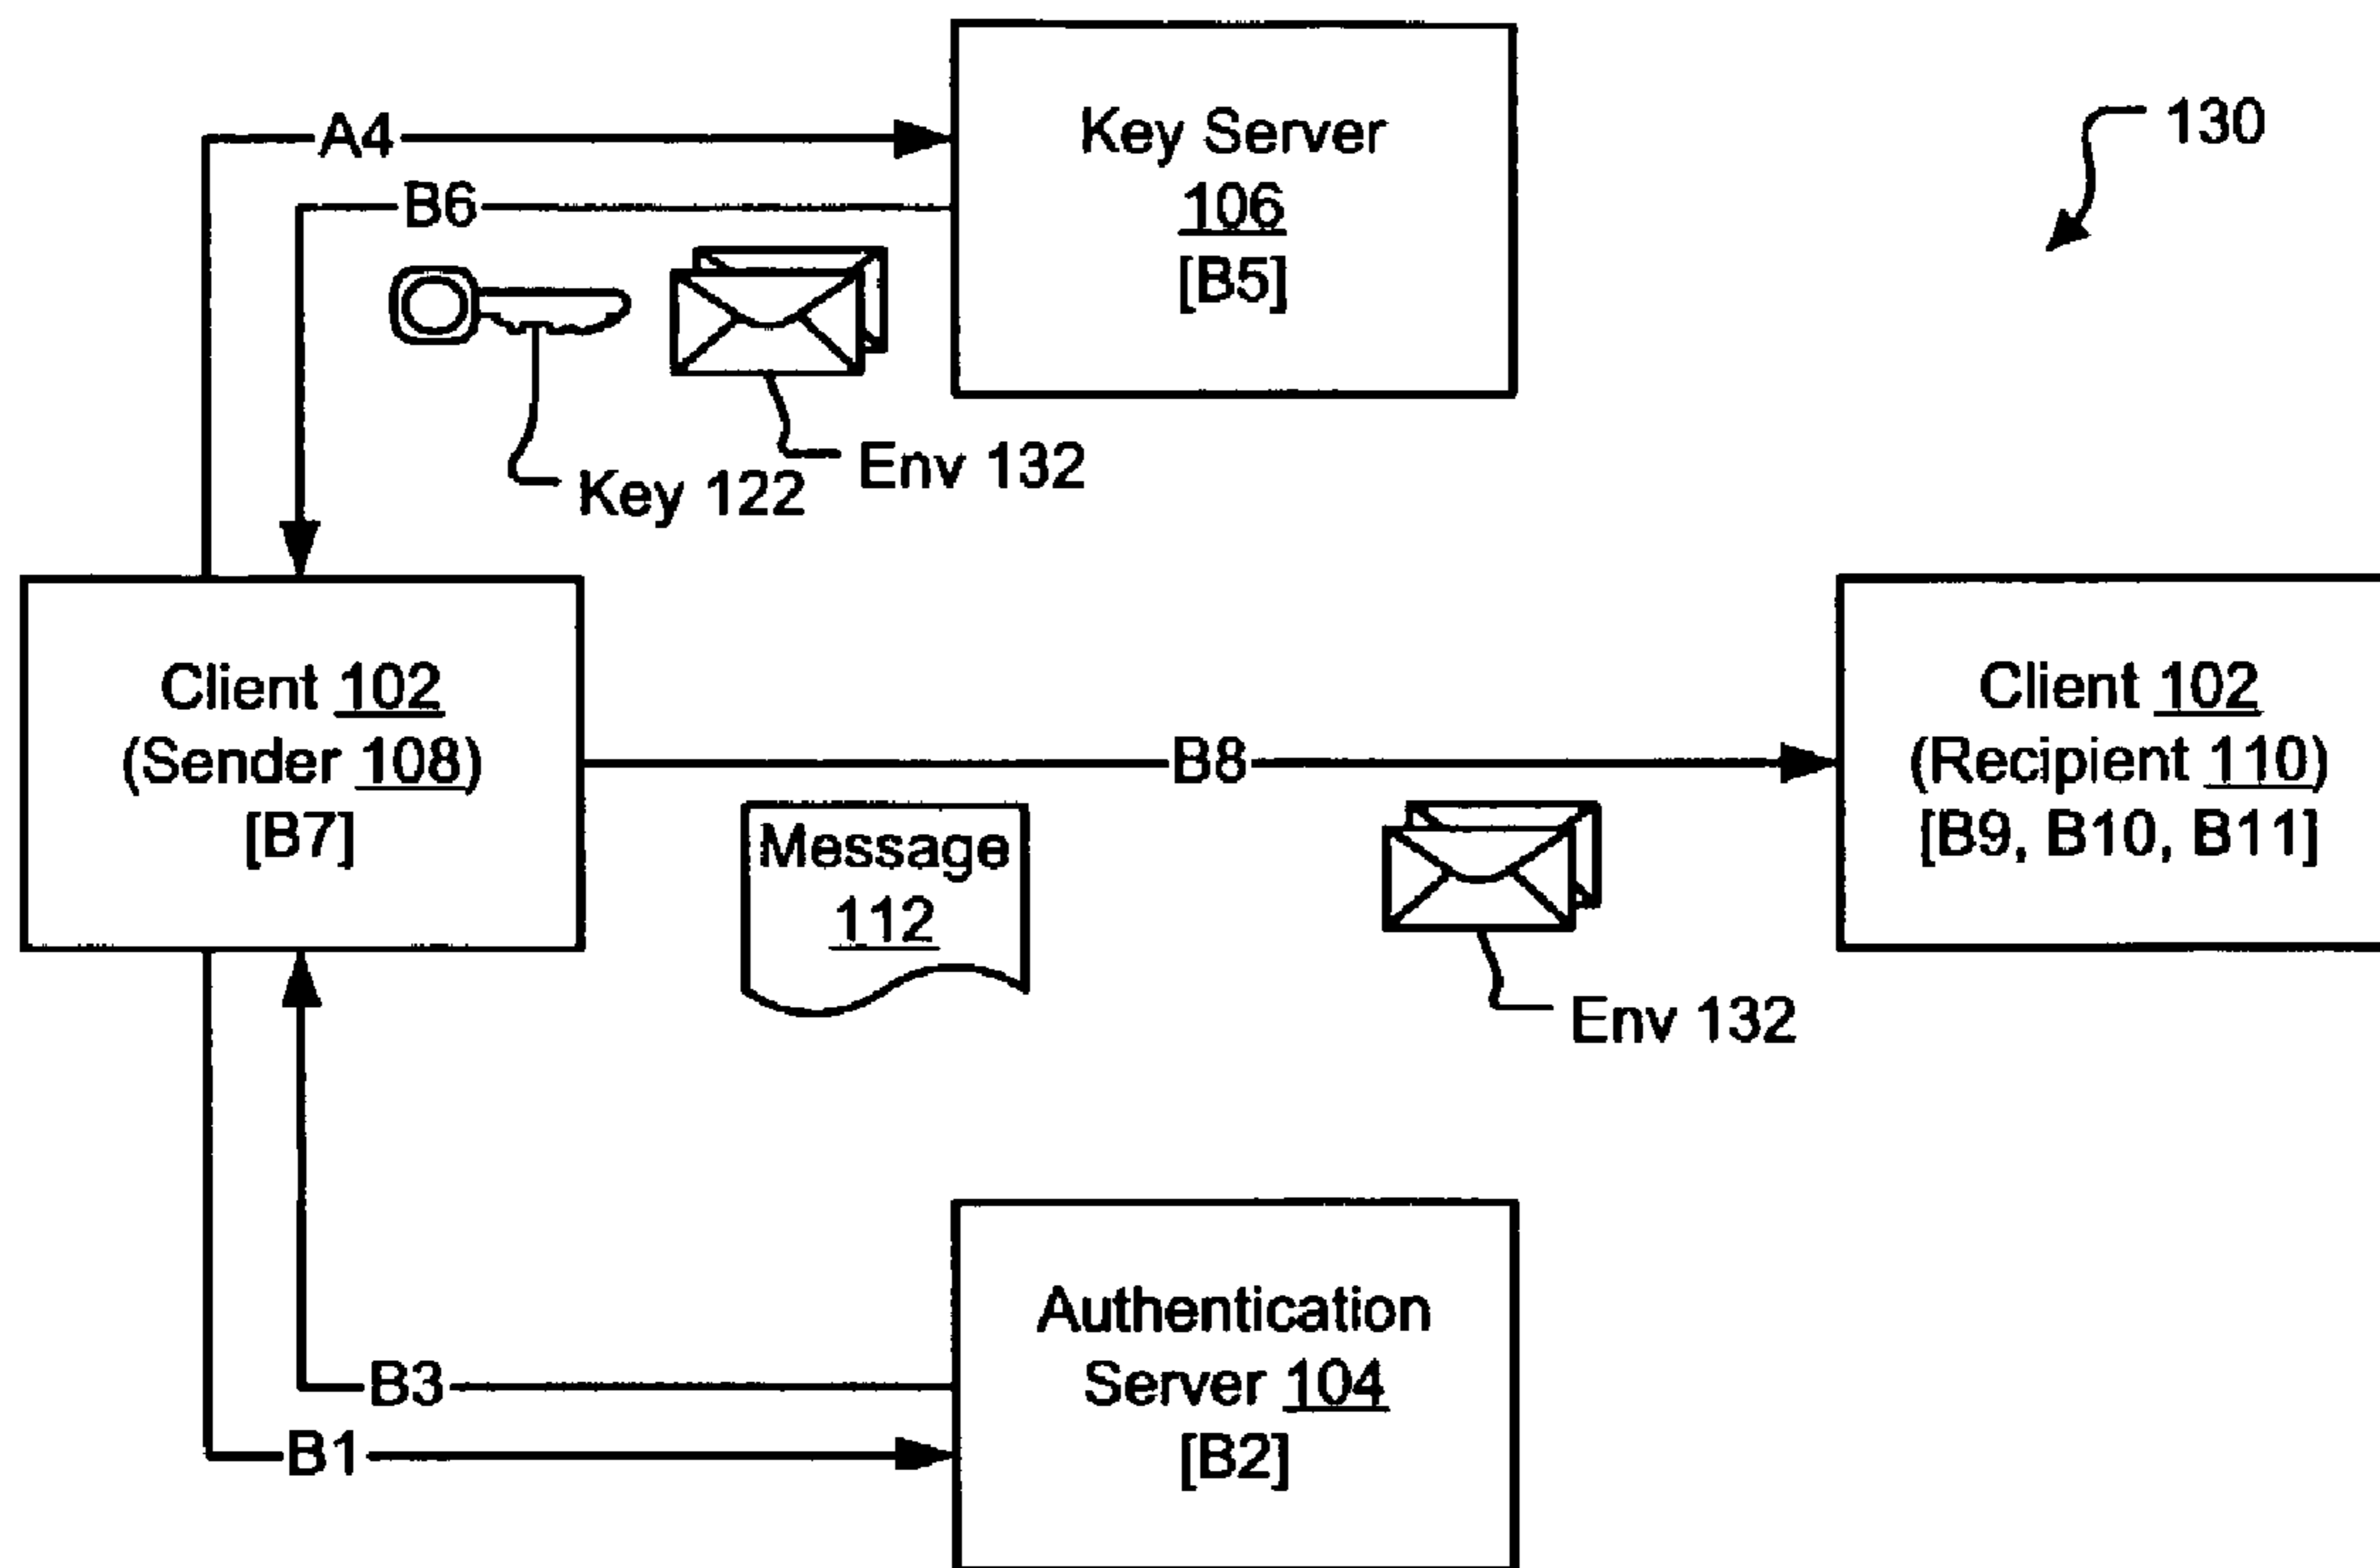 A4
Key Server
106
[B5]
130
B6
Env 132
Key 122
Client 102
(Sender 108)
[B7]
B8
Client 102
(Recipient 110)
[B9, B10, B11]
Message
112
Env 132
Authentication
Server 104
[B2]
B3
B1